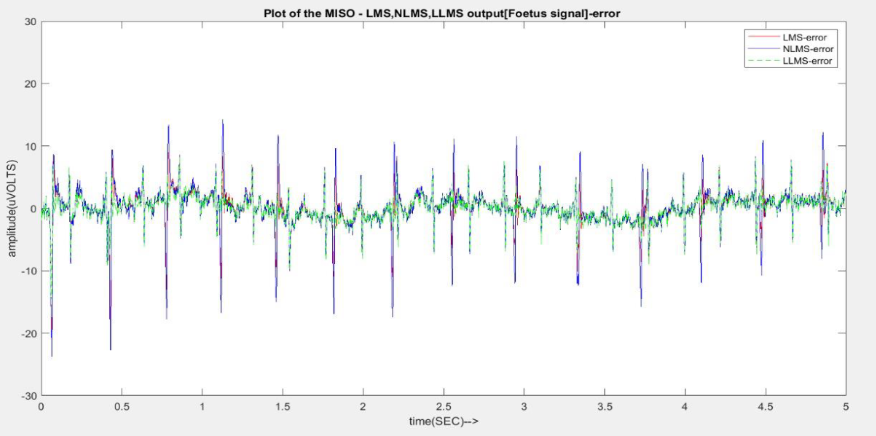 Plot of the MISO - LMS,NLMS,LLMS output[Foetus signal]-error
LMS-error
NLMS-error
LLMS-error
30
20
10
0
-10
-20
-30
amplitude(uVOLTS)
0 0.5 1 1.5 2 2.5 3 3.5 4 4.5 5
time(SEC)-->